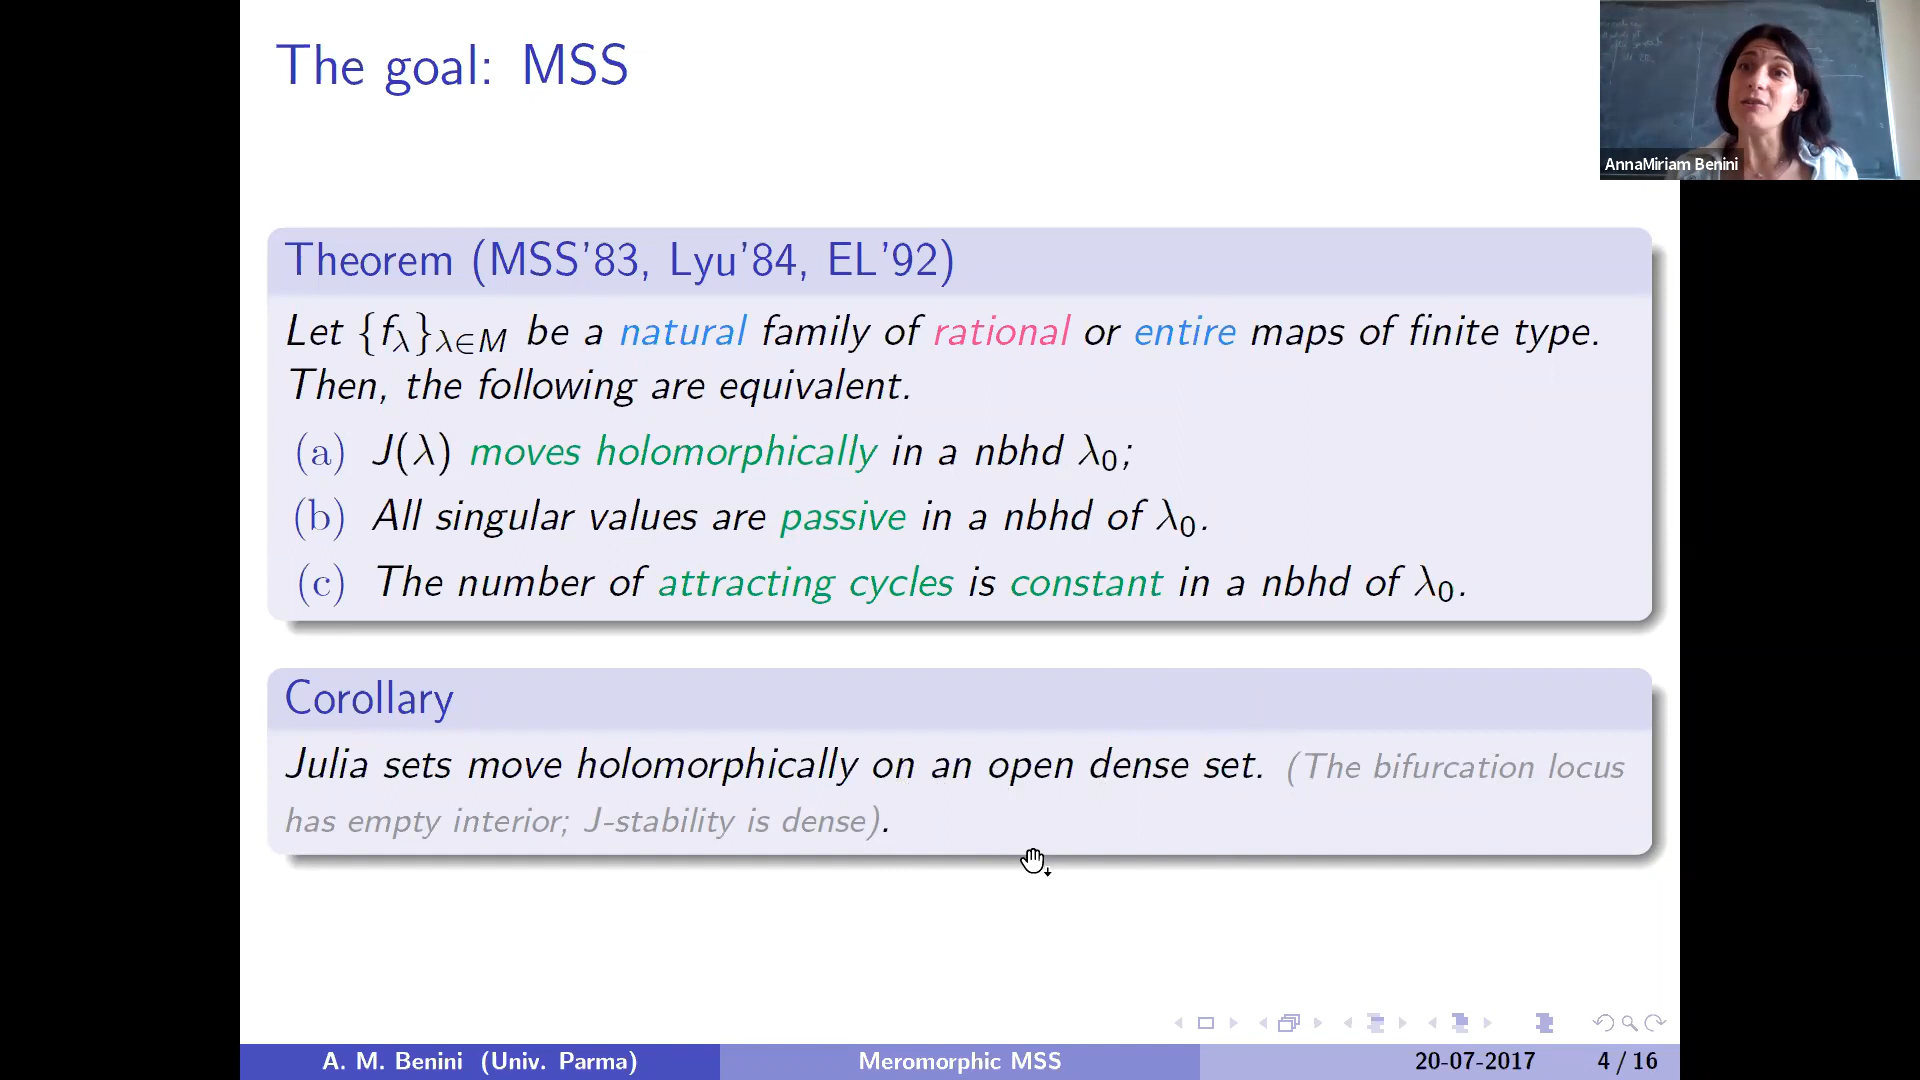 The goal: MSS
AnnaMiriam Benini
Theorem (MSS'83, Lyu'84, EL'92)
Let {fλ}λ∈M be a natural family of rational or entire maps of finite type.
Then, the following are equivalent.
(a) J(λ) moves holomorphically in a nbhd λ0;
(b) All singular values are passive in a nbhd of λ0.
(c) The number of attracting cycles is constant in a nbhd of λ0.
Corollary
Julia sets move holomorphically on an open dense set. (The bifurcation locus
has empty interior; J-stability is dense).
A. M. Benini (Univ. Parma) Meromorphic MSS 20-07-2017 4 / 16